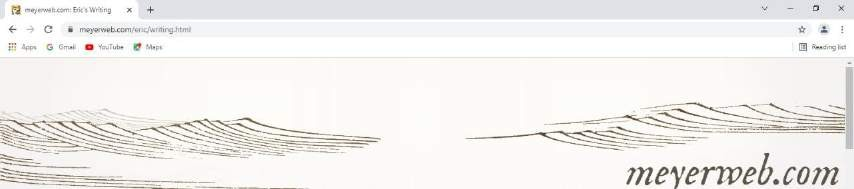 meyerweb.com: Eric's Writing
meyerweb.com/eric/writing.html
Apps Gmail YouTube Maps Reading list
meyerweb.com